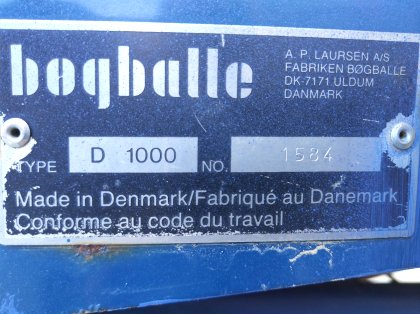 bogballe
A. P. LAURSEN A/S
FABRIKEN BØGBALLE
DK-7171 ULDUM
DANMARK
TYPE D 1000 NO. 1584
Made in Denmark/Fabriqué au Danemark
Conforme au code du travail